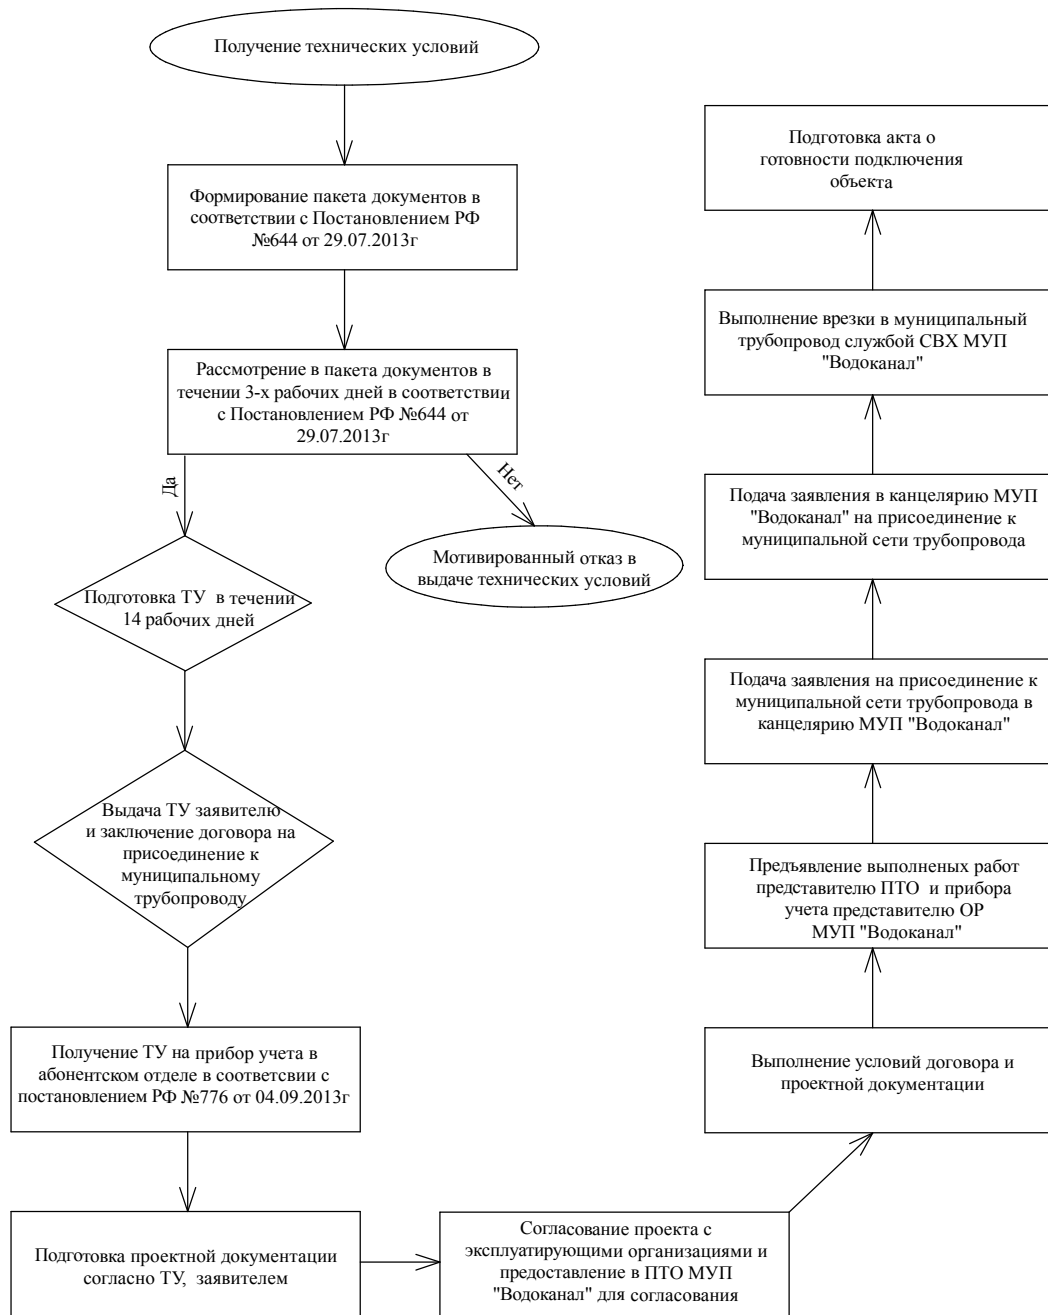 Получение технических условий
Формирование пакета документов в
соответствии с Постановлением РФ
№644 от 29.07.2013г
Рассмотрение в пакета документов в
течении 3-х рабочих дней в соответствии
с Постановлением РФ №644 от
29.07.2013г
Да
Нет
Мотивированный отказ в
выдаче технических условий
Подготовка ТУ в течении
14 рабочих дней
Выдача ТУ заявителю
и заключение договора на
присоединение к
муниципальному
трубопроводу
Получение ТУ на прибор учета в
абонентском отделе в соответсвии с
постановлением РФ №776 от 04.09.2013г
Подготовка проектной документации
согласно ТУ, заявителем
Согласование проекта с
эксплуатирующими организациями и
предоставление в ПТО МУП
"Водоканал" для согласования
Выполнение условий договора и
проектной документации
Предъявление выполненых работ
представителю ПТО и прибора
учета представителю ОР
МУП "Водоканал"
Подача заявления на присоединение к
муниципальной сети трубопровода в
канцелярию МУП "Водоканал"
Подача заявления в канцелярию МУП
"Водоканал" на присоединение к
муниципальной сети трубопровода
Выполнение врезки в муниципальный
трубопровод службой СВХ МУП
"Водоканал"
Подготовка акта о
готовности подключения
объекта